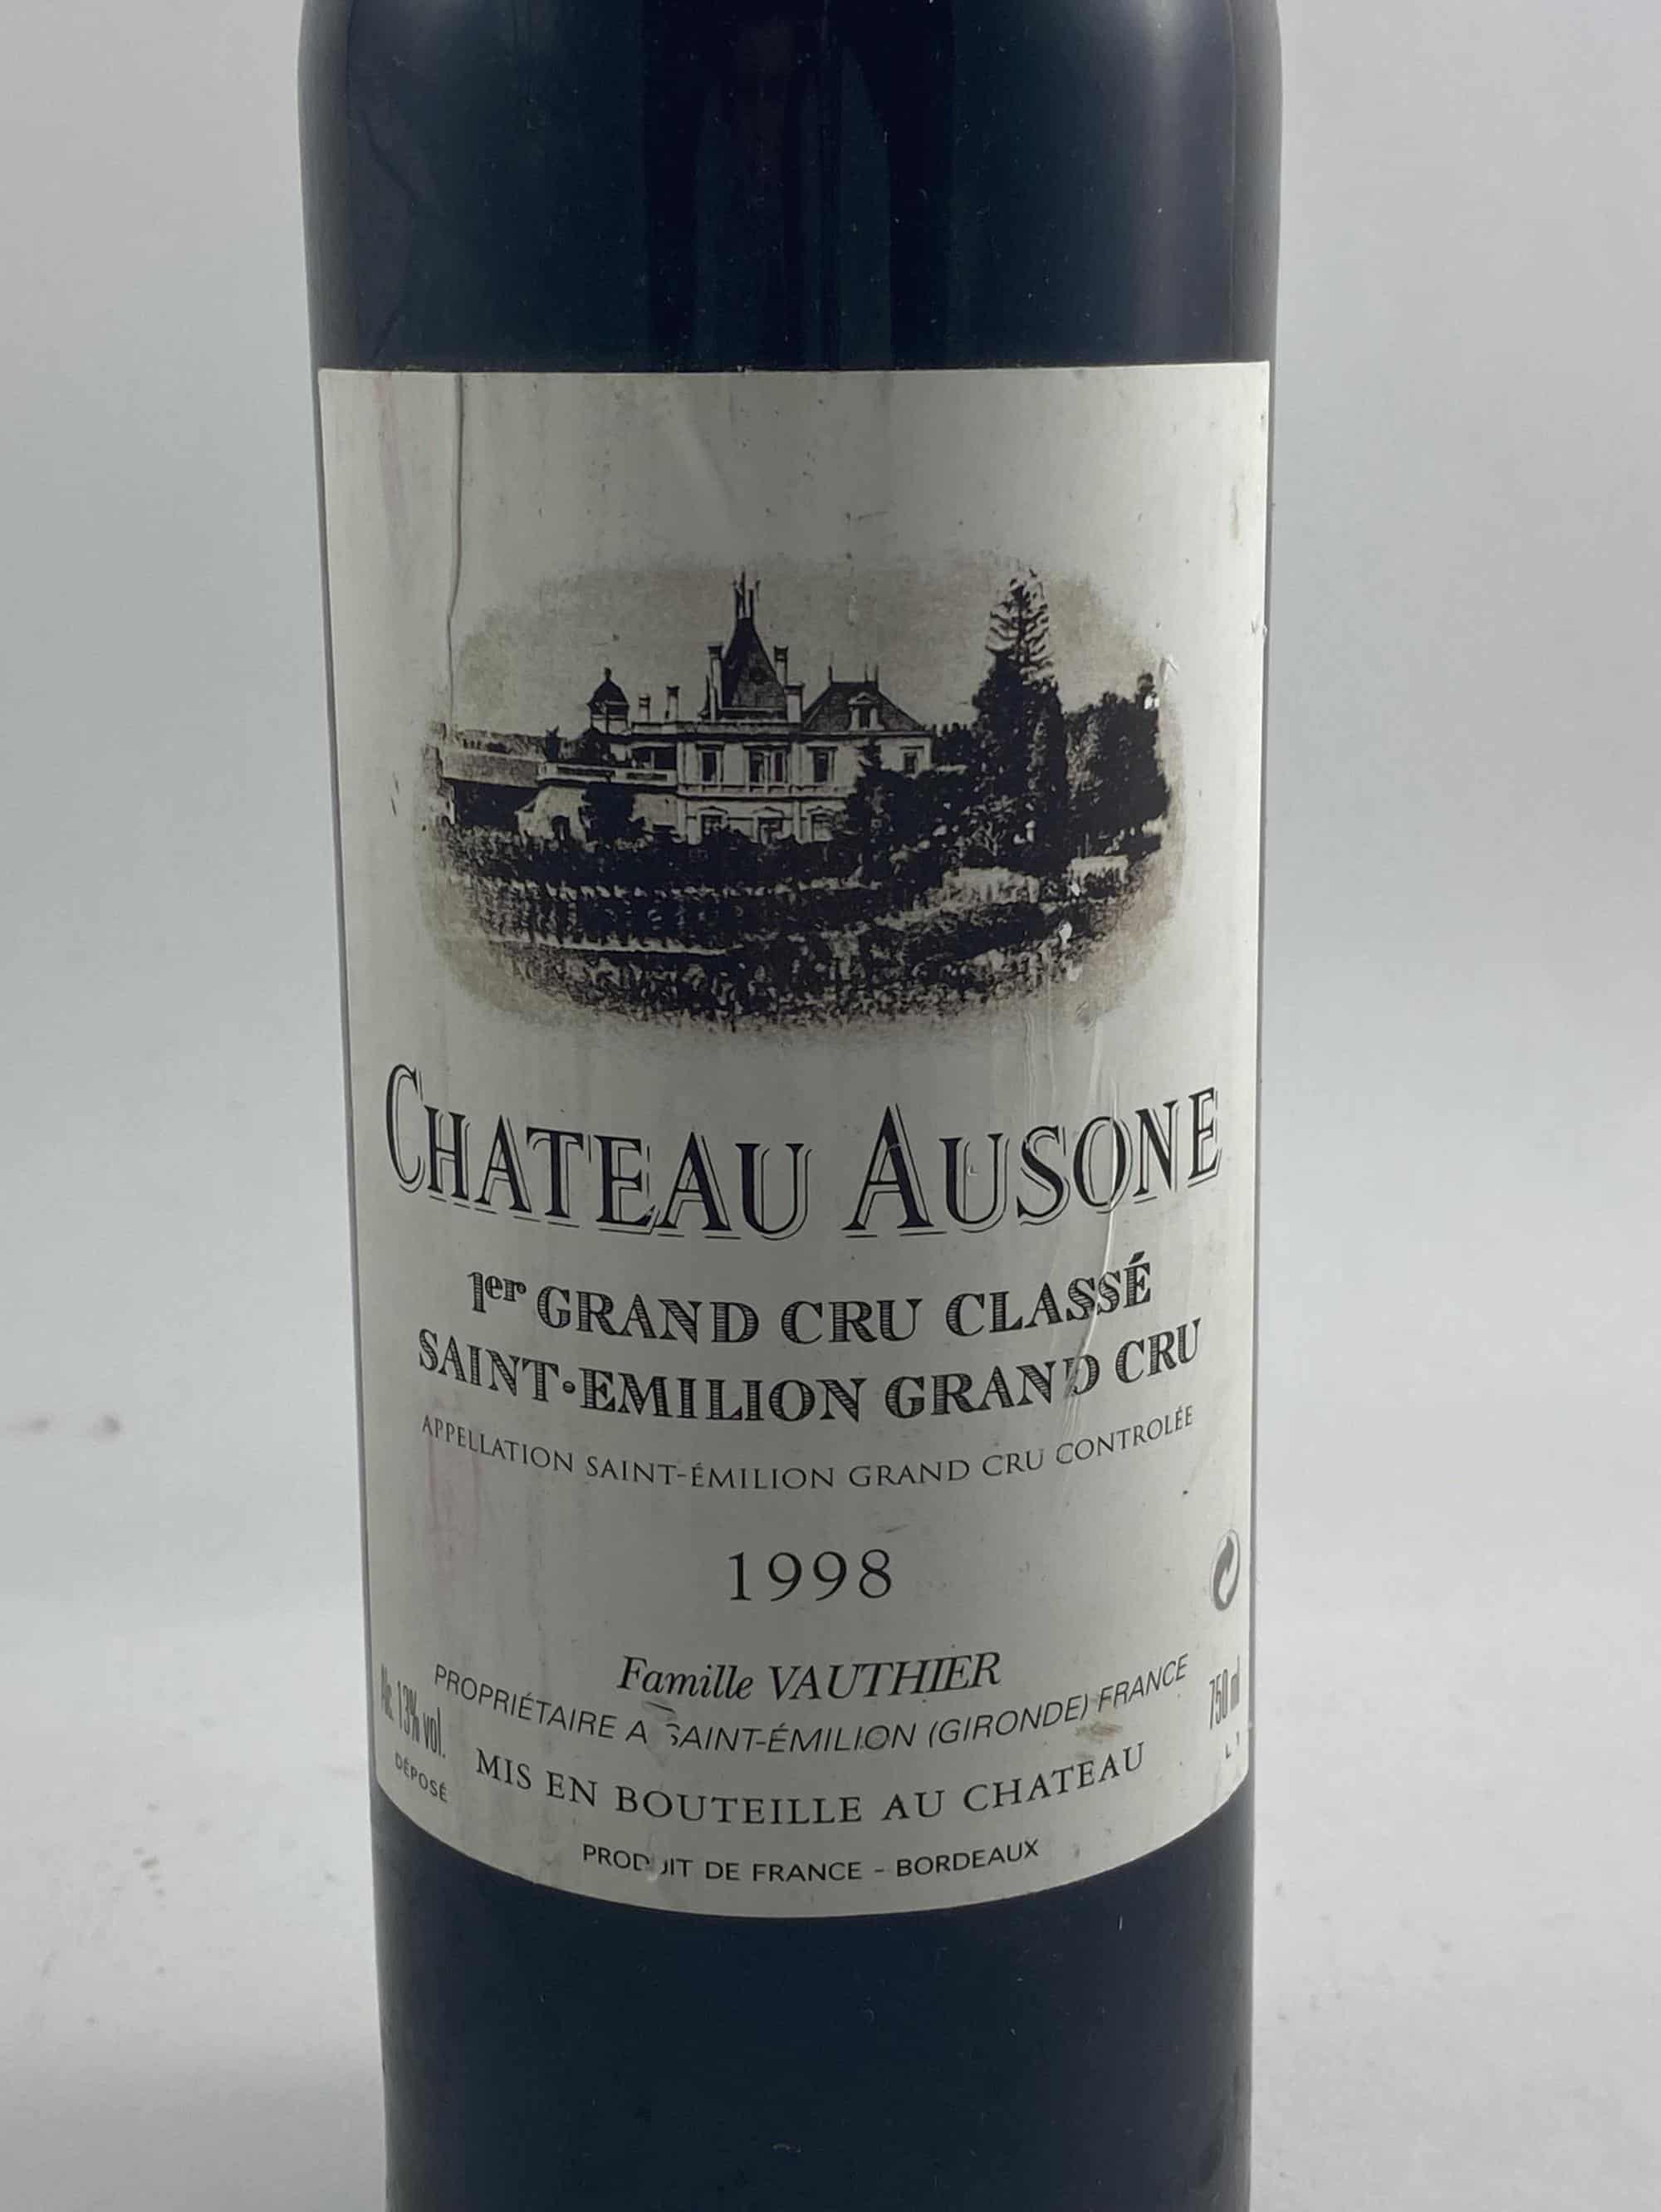 CHATEAU AUSONE
1er GRAND CRU CLASSÉ
SAINT-EMILION GRAND CRU
APPELLATION SAINT-ÉMILION GRAND CRU CONTROLÉE
1998
Famille VAUTHIER
PROPRIÉTAIRE A SAINT-ÉMILION (GIRONDE) FRANCE
Alc. 13% vol.
750 ml
DÉPOSÉ
MIS EN BOUTEILLE AU CHATEAU
PRODUIT DE FRANCE - BORDEAUX